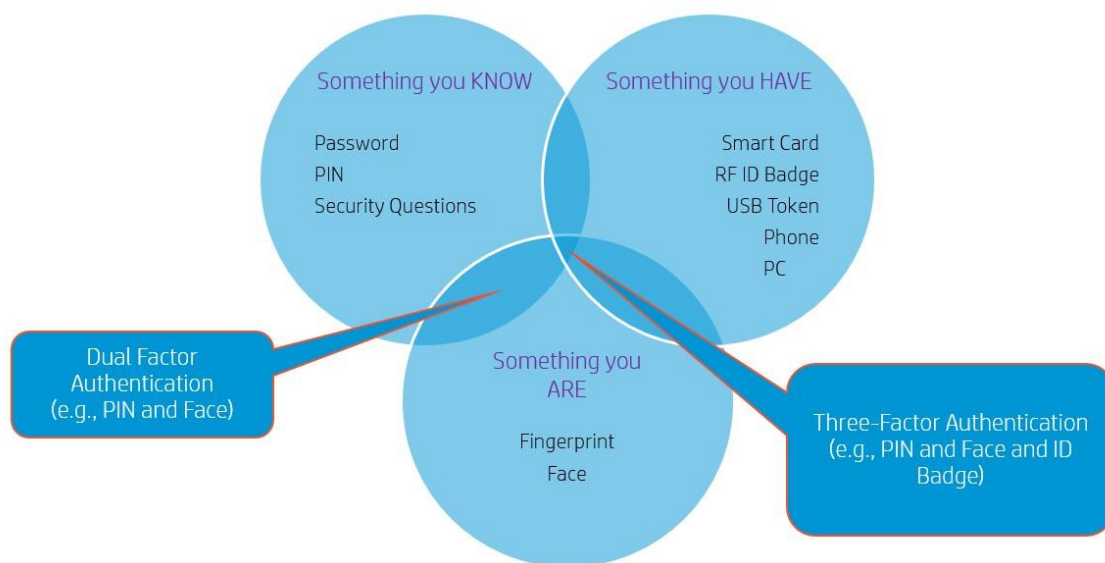 Something you KNOW
Password
PIN
Security Questions
Something you HAVE
Smart Card
RF ID Badge
USB Token
Phone
PC
Dual Factor
Authentication
(e.g., PIN and Face)
Something you
ARE
Fingerprint
Face
Three-Factor Authentication
(e.g., PIN and Face and ID
Badge)